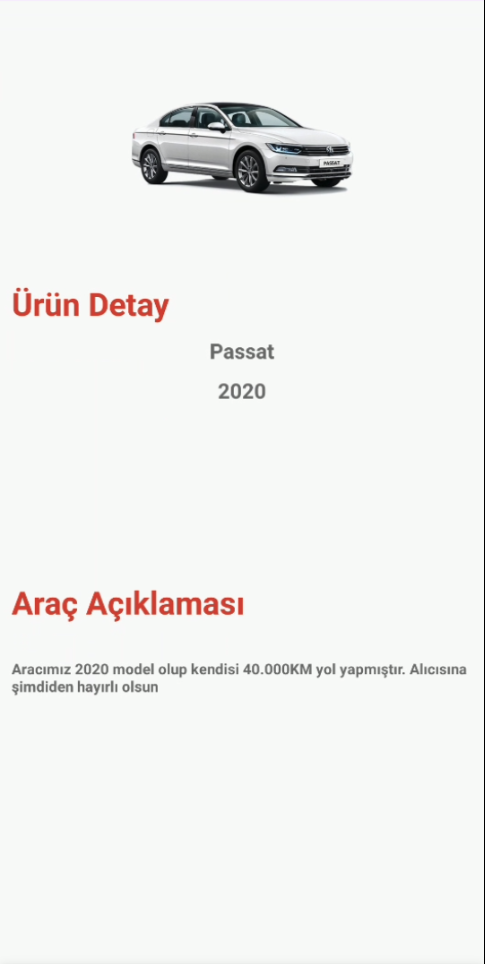 PASSAT
Ürün Detay
Passat
2020
Araç Açıklaması
Aracımız 2020 model olup kendisi 40.000KM yol yapmıştır. Alıcısına
şimdiden hayırlı olsun